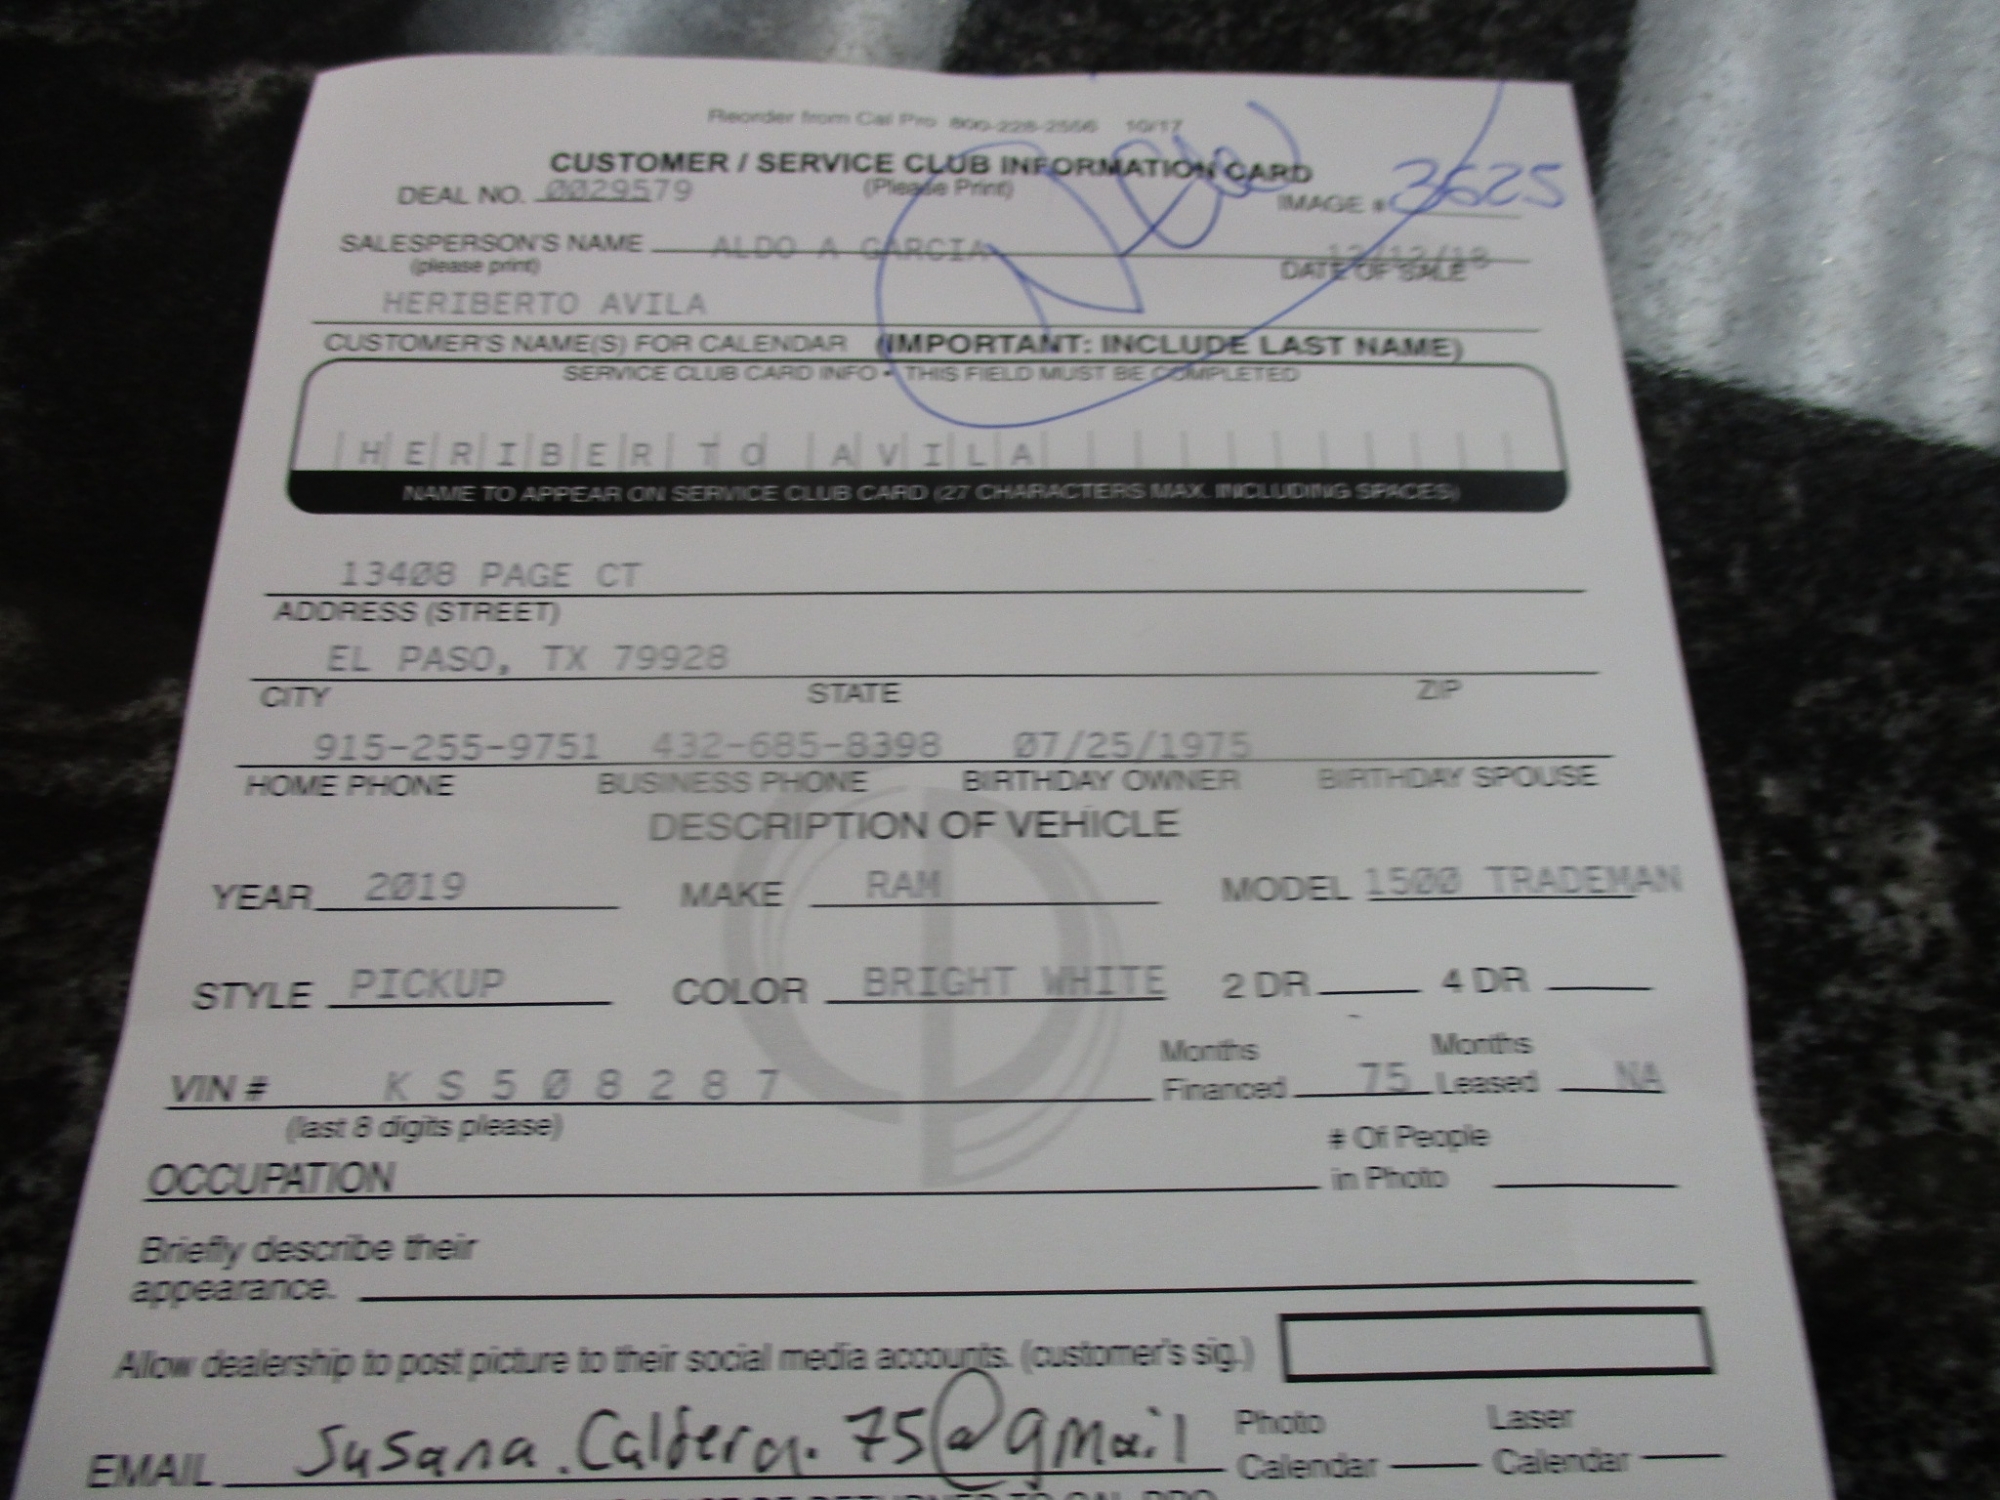 Reorder from Cal Pro 800-228-2556 10/17
CUSTOMER / SERVICE CLUB INFORMATION CARD
DEAL NO. 0029579 (Please Print) IMAGE # 3625
SALESPERSON'S NAME ALDO A GARCIA 12/12/18
(please print) DATE OF SALE
HERIBERTO AVILA
CUSTOMER'S NAME(S) FOR CALENDAR (IMPORTANT: INCLUDE LAST NAME)
SERVICE CLUB CARD INFO • THIS FIELD MUST BE COMPLETED
HERIBERTO AVILA
NAME TO APPEAR ON SERVICE CLUB CARD (27 CHARACTERS MAX. INCLUDING SPACES)
13408 PAGE CT
ADDRESS (STREET)
EL PASO, TX 79928
CITY STATE ZIP
915-255-9751 432-685-8398 07/25/1975
HOME PHONE BUSINESS PHONE BIRTHDAY OWNER BIRTHDAY SPOUSE
DESCRIPTION OF VEHICLE
YEAR 2019 MAKE RAM MODEL 1500 TRADEMAN
STYLE PICKUP COLOR BRIGHT WHITE 2 DR 4 DR
VIN # KS508287 Months Financed 75 Months Leased NA
(last 8 digits please)
OCCUPATION # Of People in Photo
Briefly describe their
appearance.
Allow dealership to post picture to their social media accounts. (customer's sig.)
EMAIL Susana.Caldera.75@gmail Photo Calendar Laser Calendar